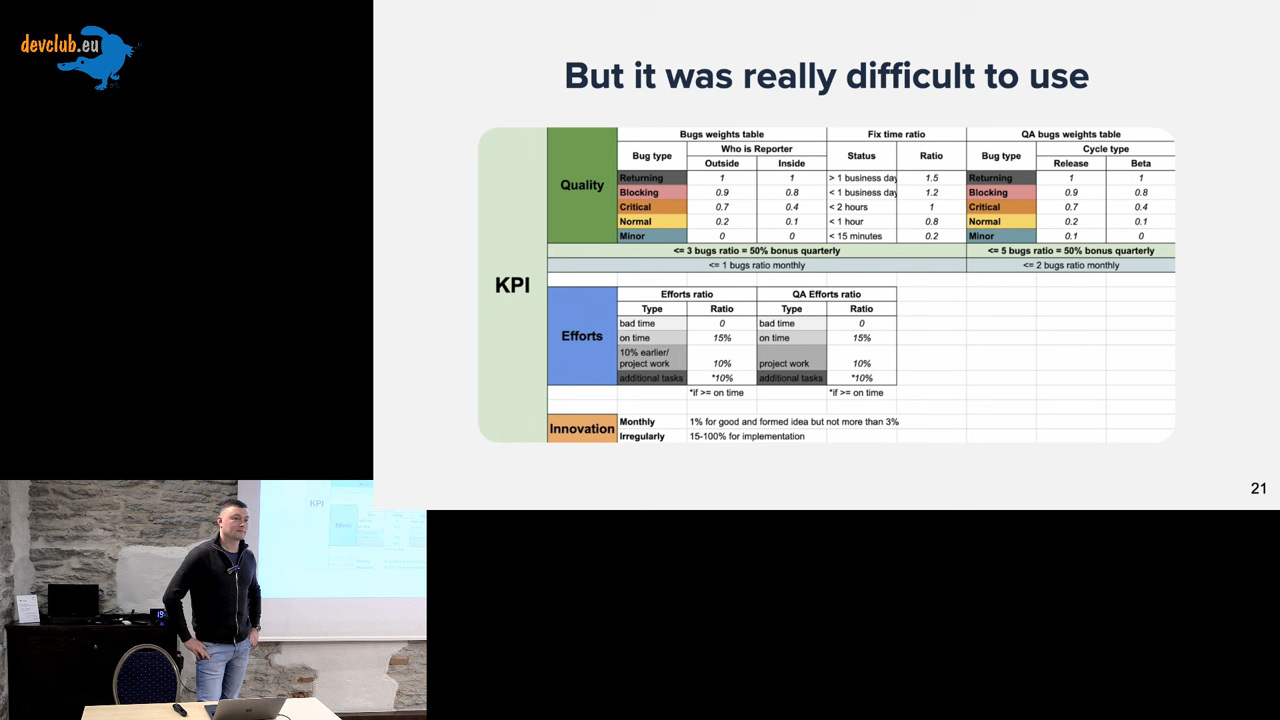 devclub.eu
But it was really difficult to use
KPI
Quality
Bugs weights table
Fix time ratio
QA bugs weights table
Bug type
Who is Reporter
Status
Ratio
Bug type
Cycle type
Outside
Inside
Release
Beta
Returning 1 1 > 1 business day 1.5 Returning 1 1
Blocking 0.9 0.8 < 1 business day 1.2 Blocking 0.9 0.8
Critical 0.7 0.4 < 2 hours 1 Critical 0.7 0.4
Normal 0.2 0.1 < 1 hour 0.8 Normal 0.2 0.1
Minor 0 0 < 15 minutes 0.2 Minor 0.1 0
<= 3 bugs ratio = 50% bonus quarterly
<= 5 bugs ratio = 50% bonus quarterly
<= 1 bugs ratio monthly
<= 2 bugs ratio monthly
Efforts
Efforts ratio
QA Efforts ratio
Type Ratio Type Ratio
bad time 0 bad time 0
on time 15% on time 15%
10% earlier/
project work 10% project work 10%
additional tasks *10% additional tasks *10%
*if >= on time *if >= on time
Innovation
Monthly 1% for good and formed idea but not more than 3%
Irregularly 15-100% for implementation
21
KPI
19